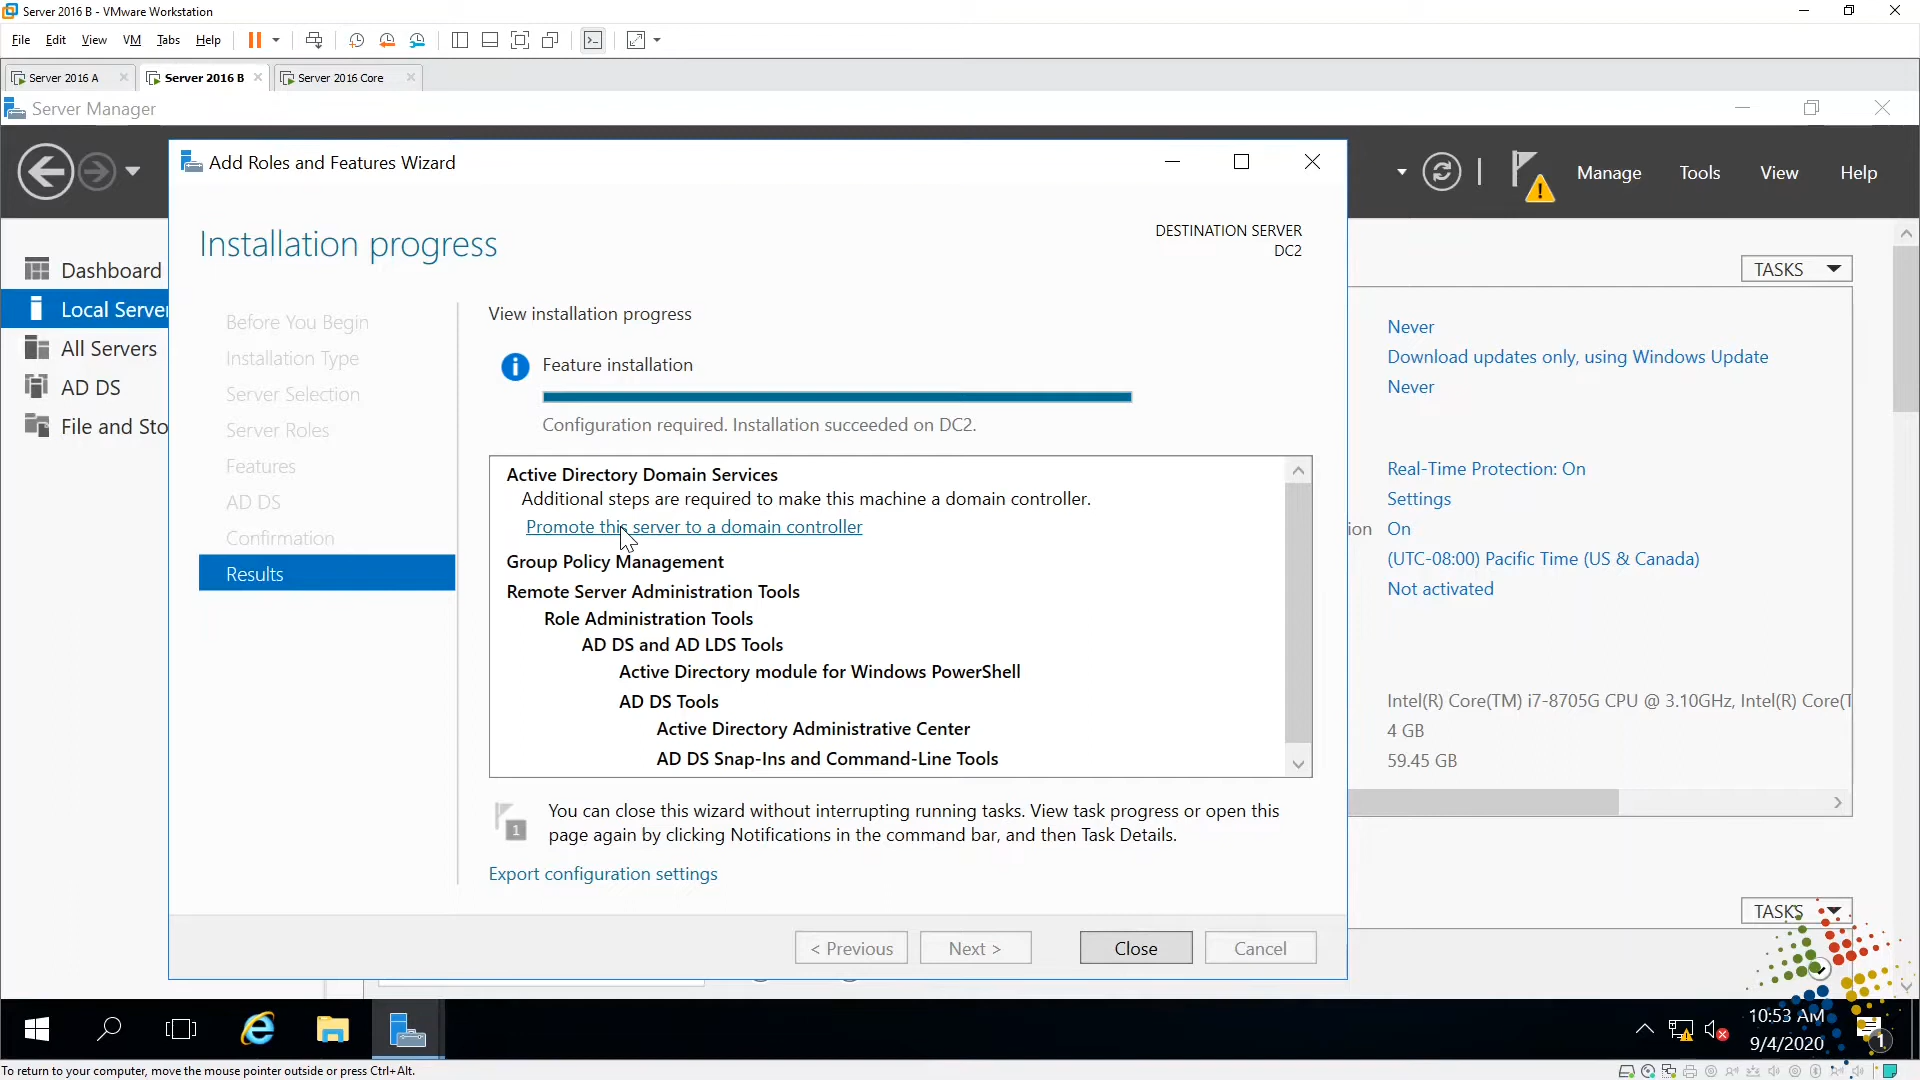 Server 2016 B - VMware Workstation
File Edit View VM Tabs Help
Server 2016 A
Server 2016 B
Server 2016 Core
Server Manager
Manage
Tools
View
Help
Add Roles and Features Wizard
Installation progress
DESTINATION SERVER
DC2
Dashboard
Local Server
All Servers
AD DS
File and Sto
Before You Begin
Installation Type
Server Selection
Server Roles
Features
AD DS
Confirmation
Results
View installation progress
Feature installation
Configuration required. Installation succeeded on DC2.
Active Directory Domain Services
Additional steps are required to make this machine a domain controller.
Promote this server to a domain controller
Group Policy Management
Remote Server Administration Tools
Role Administration Tools
AD DS and AD LDS Tools
Active Directory module for Windows PowerShell
AD DS Tools
Active Directory Administrative Center
AD DS Snap-Ins and Command-Line Tools
1
You can close this wizard without interrupting running tasks. View task progress or open this
page again by clicking Notifications in the command bar, and then Task Details.
Export configuration settings
< Previous
Next >
Close
Cancel
TASKS
Never
Download updates only, using Windows Update
Never
Real-Time Protection: On
Settings
ion On
(UTC-08:00) Pacific Time (US & Canada)
Not activated
Intel(R) Core(TM) i7-8705G CPU @ 3.10GHz, Intel(R) Core(T
4 GB
59.45 GB
TASKS
10:53 AM
9/4/2020
1
To return to your computer, move the mouse pointer outside or press Ctrl+Alt.